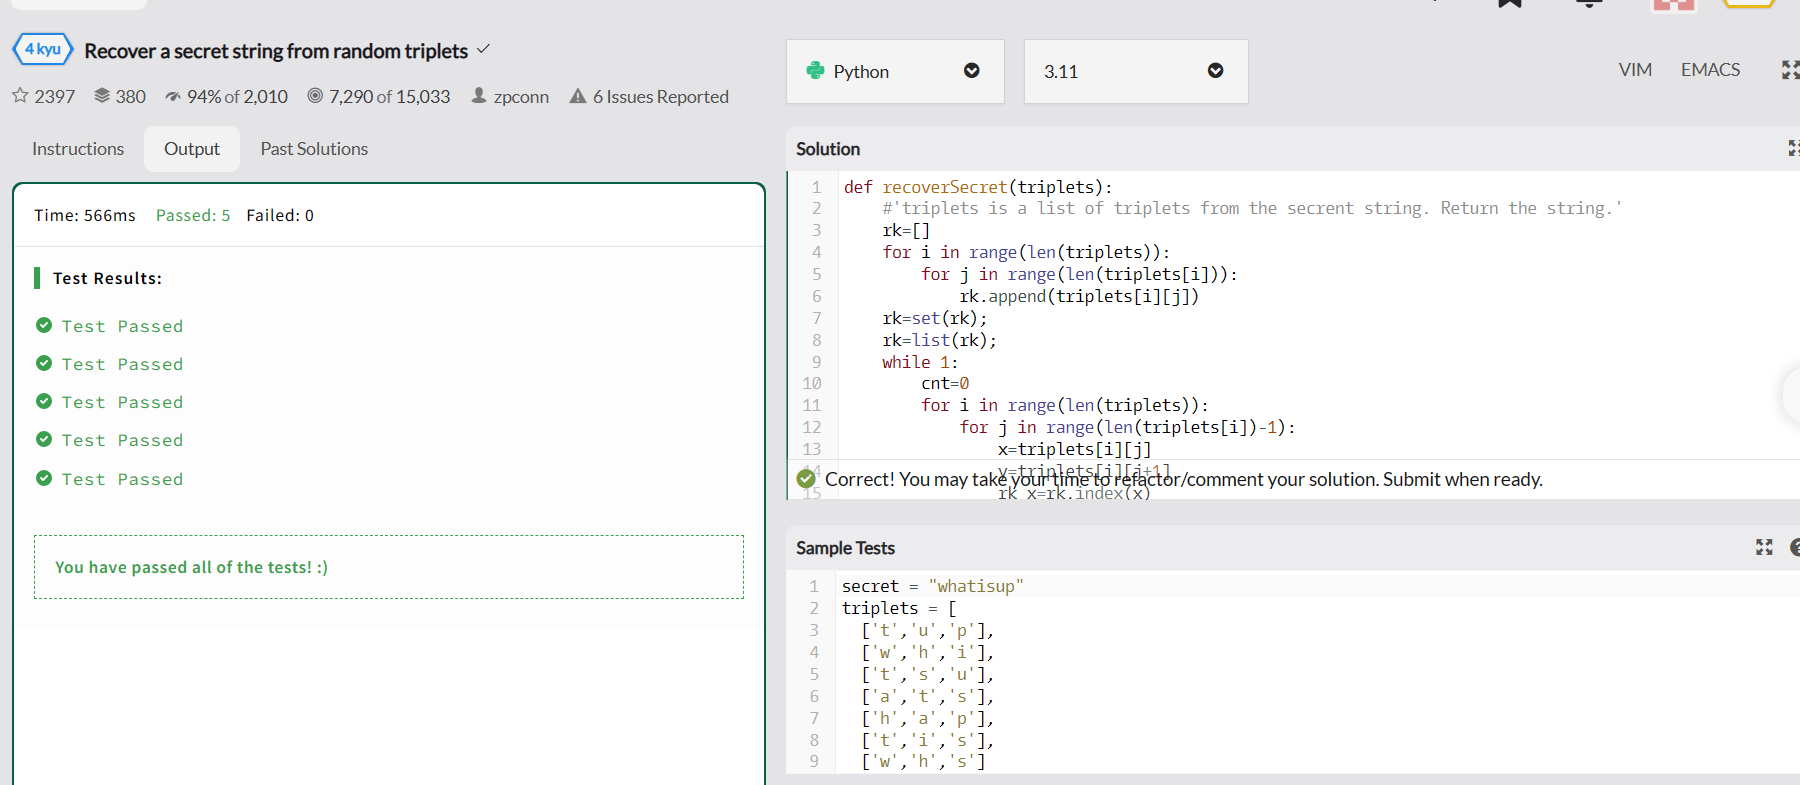 4 kyu Recover a secret string from random triplets
2397 380 94% of 2,010 7,290 of 15,033 zpconn 6 Issues Reported
Instructions Output Past Solutions
Time: 566ms Passed: 5 Failed: 0
Test Results:
Test Passed
Test Passed
Test Passed
Test Passed
Test Passed
You have passed all of the tests! :)
Python 3.11 VIM EMACS
Solution
1 def recoverSecret(triplets):
2 #'triplets is a list of triplets from the secrent string. Return the string.'
3 rk=[]
4 for i in range(len(triplets)):
5 for j in range(len(triplets[i])):
6 rk.append(triplets[i][j])
7 rk=set(rk);
8 rk=list(rk);
9 while 1:
10 cnt=0
11 for i in range(len(triplets)):
12 for j in range(len(triplets[i])-1):
13 x=triplets[i][j]
14 y=triplets[i][j+1]
Correct! You may take your time to refactor/comment your solution. Submit when ready.
15 rk_x=rk.index(x)
Sample Tests
1 secret = "whatisup"
2 triplets = [
3 ['t','u','p'],
4 ['w','h','i'],
5 ['t','s','u'],
6 ['a','t','s'],
7 ['h','a','p'],
8 ['t','i','s'],
9 ['w','h','s']